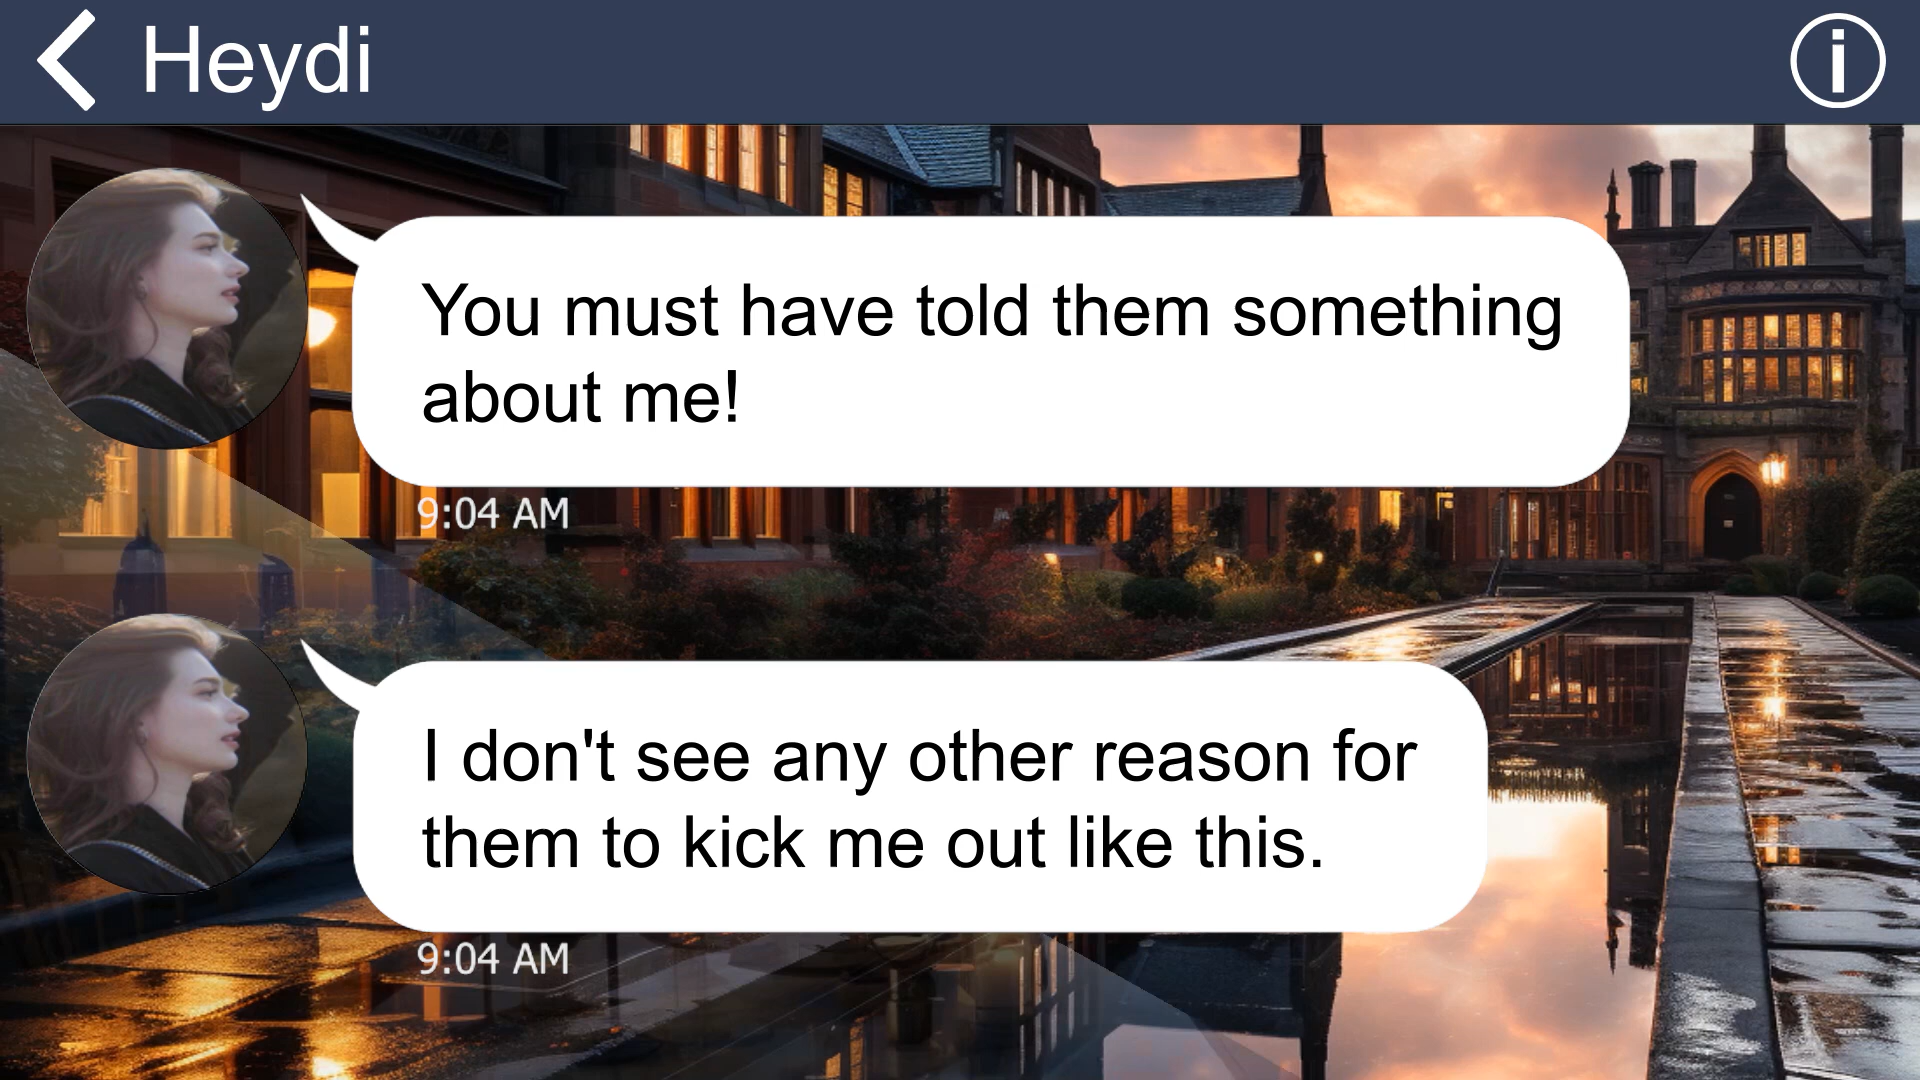 Heydi
You must have told them something
about me!
9:04 AM
I don't see any other reason for
them to kick me out like this.
9:04 AM